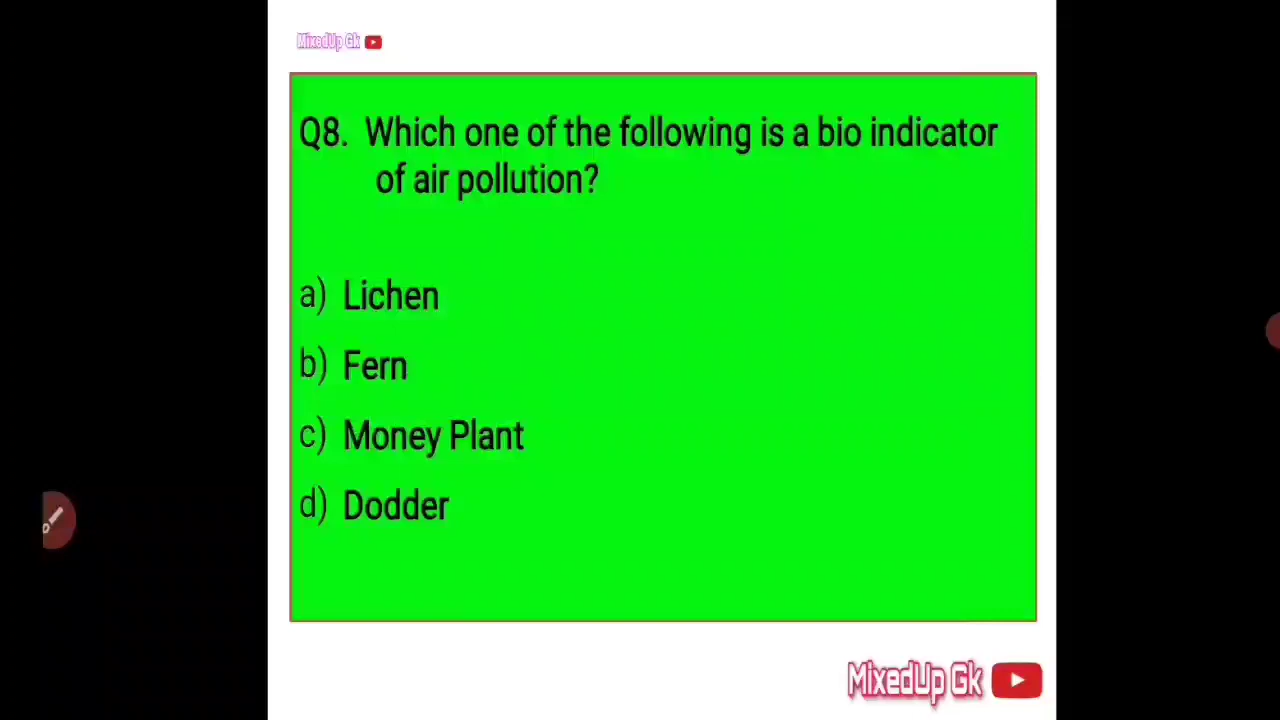 MixedUp Gk
Q8. Which one of the following is a bio indicator
of air pollution?
a) Lichen
b) Fern
c) Money Plant
d) Dodder
MixedUp Gk